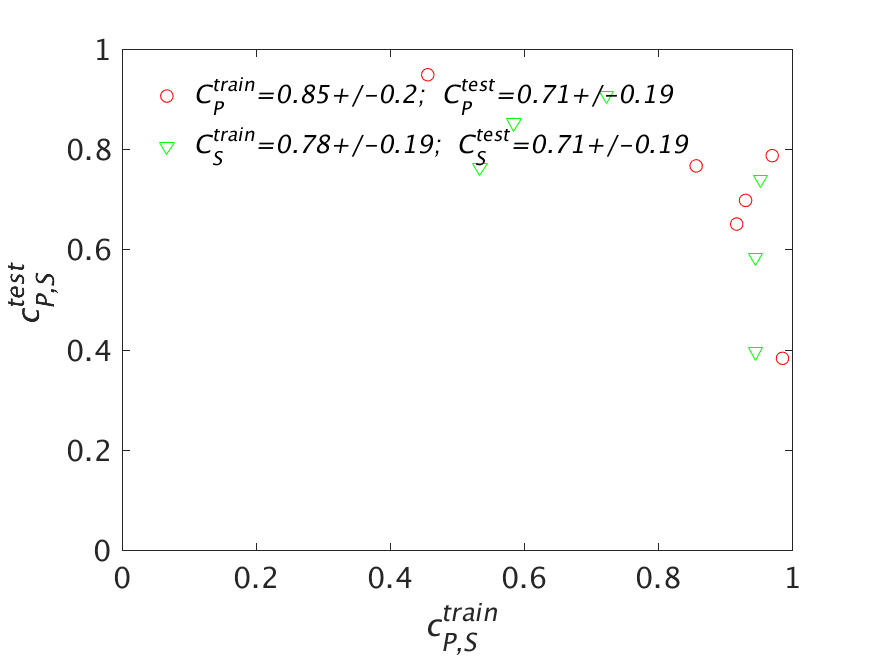 1
0.8
0.6
0.4
0.2
0
0 0.2 0.4 0.6 0.8 1
C_P^train=0.85+/-0.2; C_P^test=0.71+/-0.19
C_S^train=0.78+/-0.19; C_S^test=0.71+/-0.19
c_P,S^test
c_P,S^train